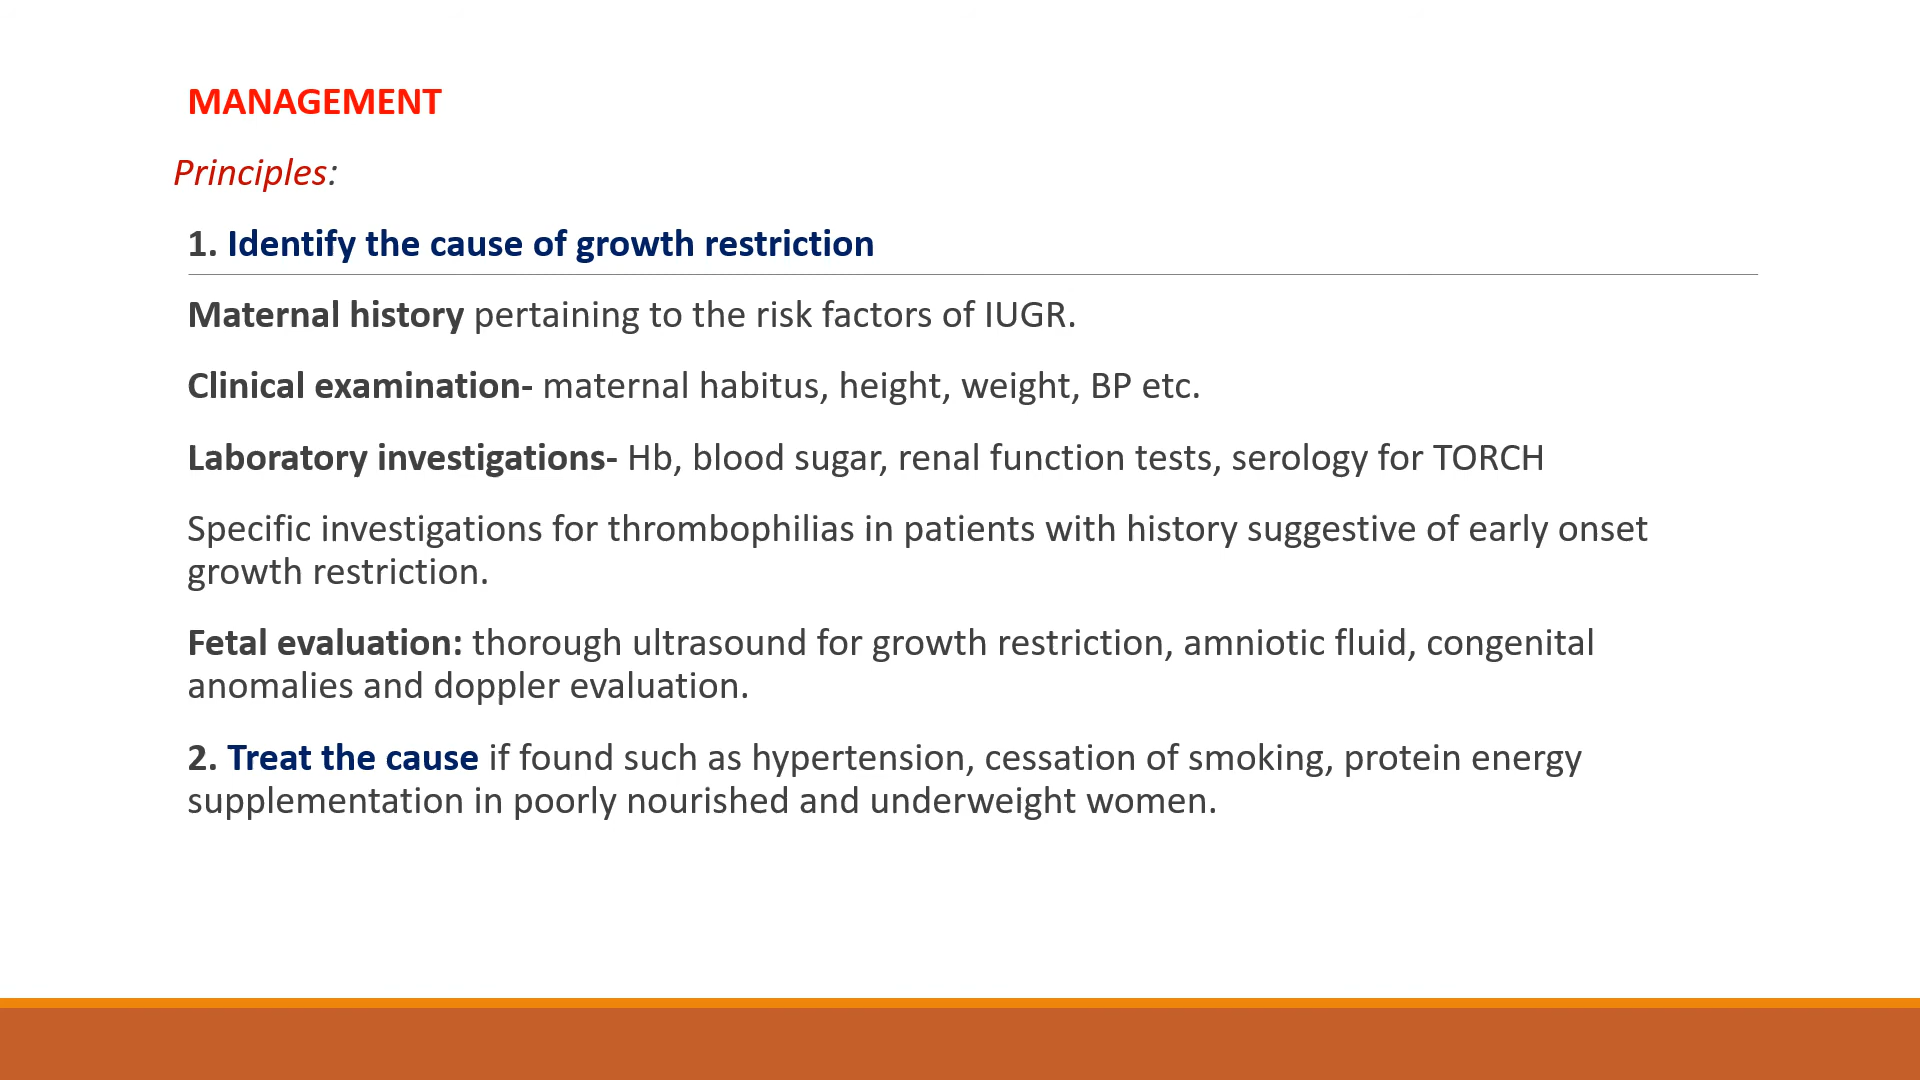 MANAGEMENT
Principles:
1. Identify the cause of growth restriction
Maternal history pertaining to the risk factors of IUGR.
Clinical examination- maternal habitus, height, weight, BP etc.
Laboratory investigations- Hb, blood sugar, renal function tests, serology for TORCH
Specific investigations for thrombophilias in patients with history suggestive of early onset
growth restriction.
Fetal evaluation: thorough ultrasound for growth restriction, amniotic fluid, congenital
anomalies and doppler evaluation.
2. Treat the cause if found such as hypertension, cessation of smoking, protein energy
supplementation in poorly nourished and underweight women.